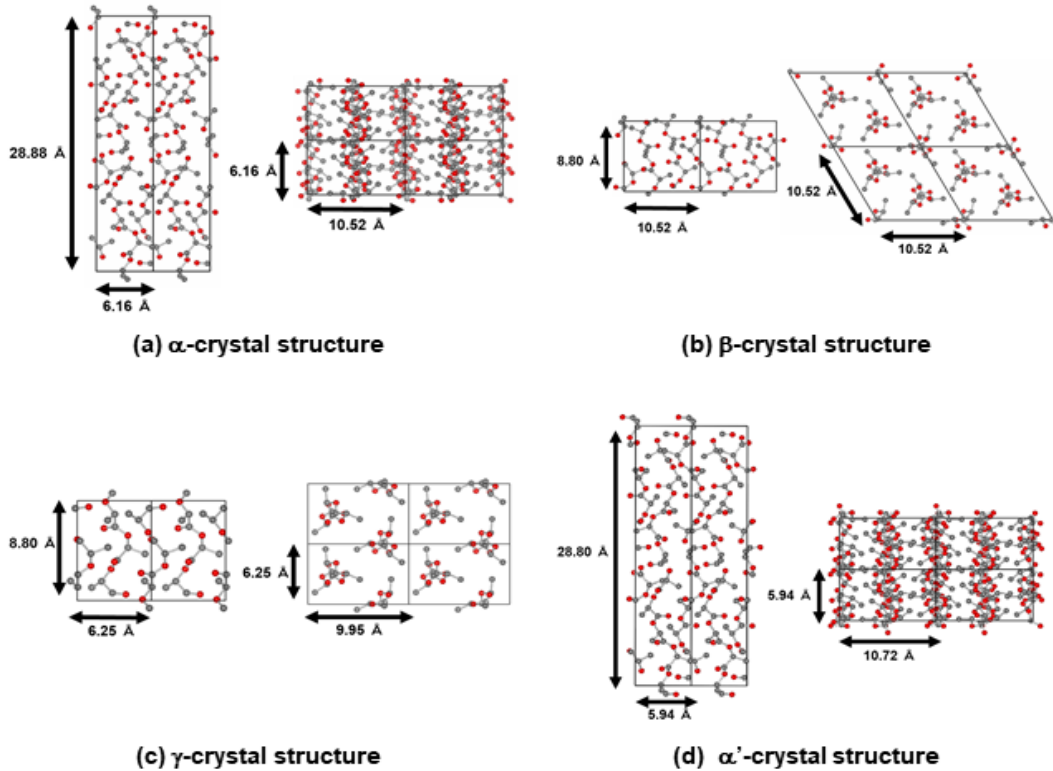 28.88 Å
6.16 Å
6.16 Å
10.52 Å
(a) α-crystal structure
8.80 Å
10.52 Å
10.52 Å
10.52 Å
(b) β-crystal structure
8.80 Å
6.25 Å
6.25 Å
9.95 Å
(c) γ-crystal structure
28.80 Å
5.94 Å
5.94 Å
10.72 Å
(d) α’-crystal structure